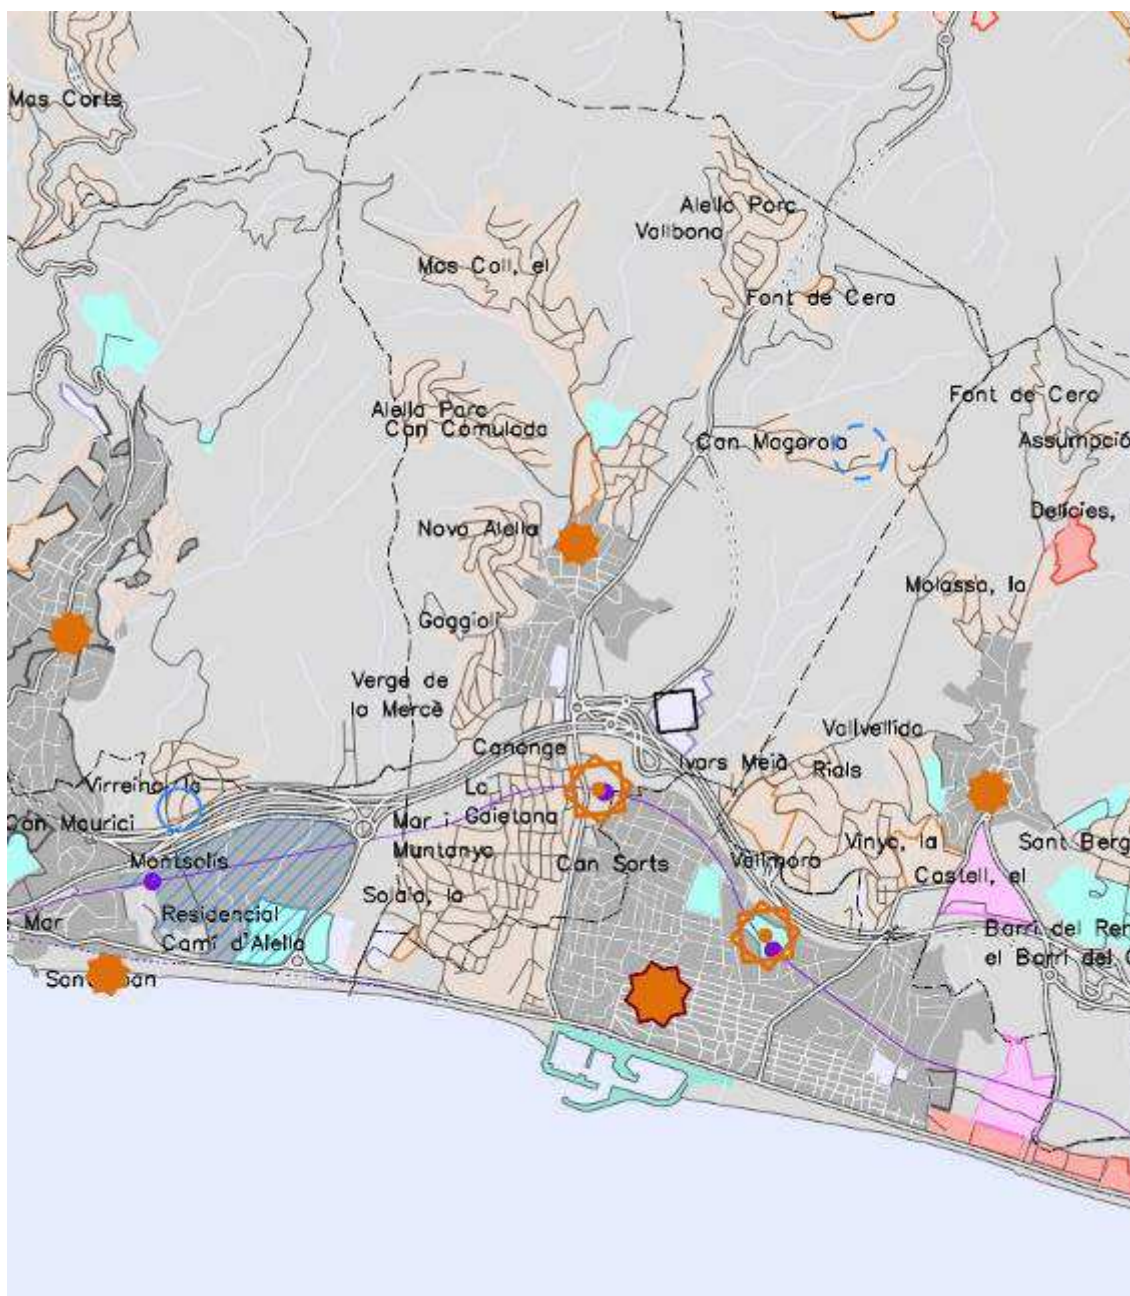 Mas Corts
Alella Parc
Vallbona
Mas Coll, el
Font de Cera
Alella Parc
Can Comulada
Font de Cera
Can Magarola
Assumpció
Nova Alella
Delícies,
Molassa, la
Gaggioli
Verge de
la Mercè
Vallvellida
Canonge
Ivars Meià
Rials
Virreina, la
La
Gaietana
Can Maurici
Mar i
Muntanya
Vinya, la
Sant Berg
Montsolís
Can Sarts
Vallmora
Castell, el
Solaia, la
Mar
Residencial
Camí d'Alella
Barri del Rem
el Barri del C